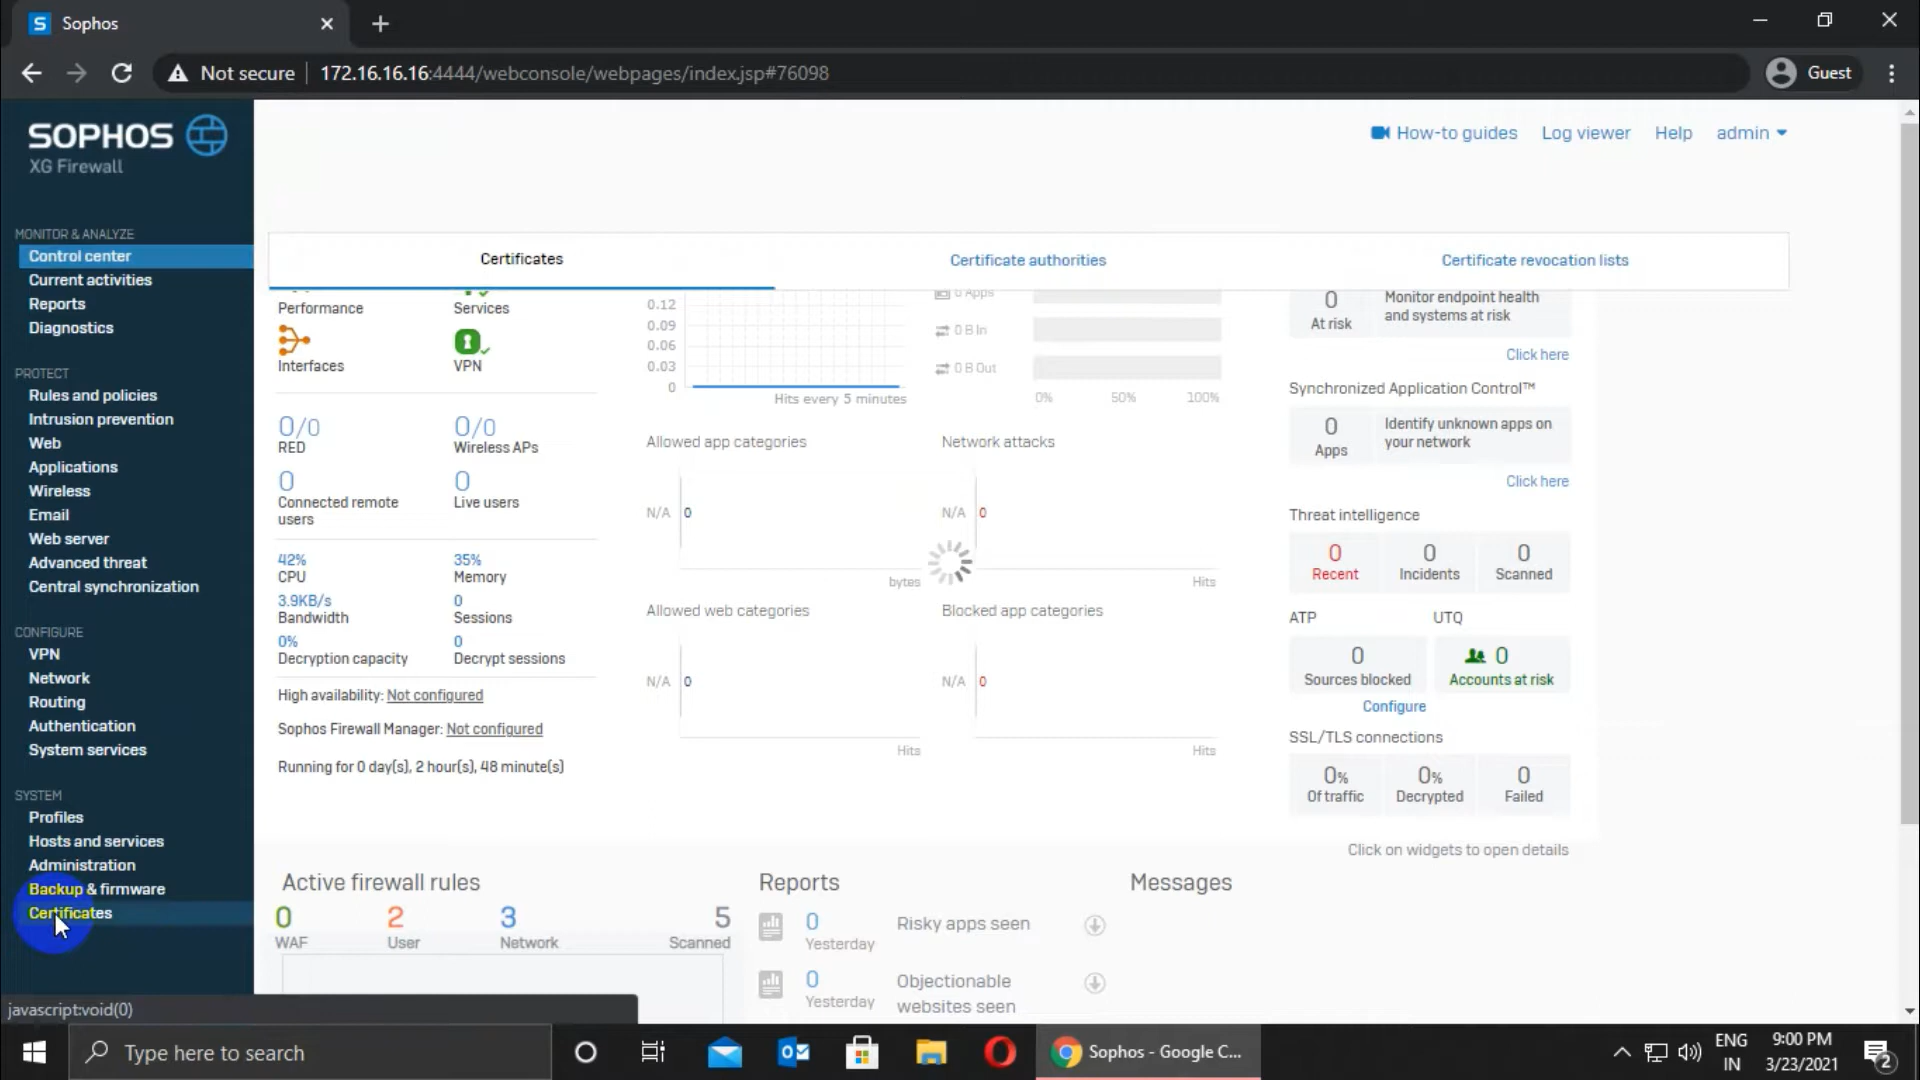 Sophos
Not secure
172.16.16.16:4444/webconsole/webpages/index.jsp#76098
Guest
SOPHOS
XG Firewall
How-to guides
Log viewer
Help
admin
MONITOR & ANALYZE
Control center
Current activities
Reports
Diagnostics
PROTECT
Rules and policies
Intrusion prevention
Web
Applications
Wireless
Email
Web server
Advanced threat
Central synchronization
CONFIGURE
VPN
Network
Routing
Authentication
System services
SYSTEM
Profiles
Hosts and services
Administration
Backup & firmware
Certificates
Certificates
Certificate authorities
Certificate revocation lists
Performance
Services
Interfaces
VPN
0/0
RED
0/0
Wireless APs
0
Connected remote
users
0
Live users
42%
CPU
35%
Memory
3.9KB/s
Bandwidth
0
Sessions
0%
Decryption capacity
0
Decrypt sessions
High availability: Not configured
Sophos Firewall Manager: Not configured
Running for 0 day(s), 2 hour(s), 48 minute(s)
0.12
0.09
0.06
0.03
0
Hits every 5 minutes
0 Apps
0 B In
0 B Out
0%
50%
100%
Allowed app categories
N/A
0
bytes
Network attacks
N/A
0
Hits
Allowed web categories
N/A
0
Hits
Blocked app categories
N/A
0
Hits
0
At risk
Monitor endpoint health
and systems at risk
Click here
Synchronized Application Control™
0
Apps
Identify unknown apps on
your network
Click here
Threat intelligence
0
Recent
0
Incidents
0
Scanned
ATP
UTQ
0
Sources blocked
0
Accounts at risk
Configure
SSL/TLS connections
0%
Of traffic
0%
Decrypted
0
Failed
Click on widgets to open details
Active firewall rules
0
WAF
2
User
3
Network
5
Scanned
Reports
0
Yesterday
Risky apps seen
0
Yesterday
Objectionable
websites seen
Messages
javascript:void(0)
Type here to search
Sophos - Google C...
ENG
IN
9:00 PM
3/23/2021
2